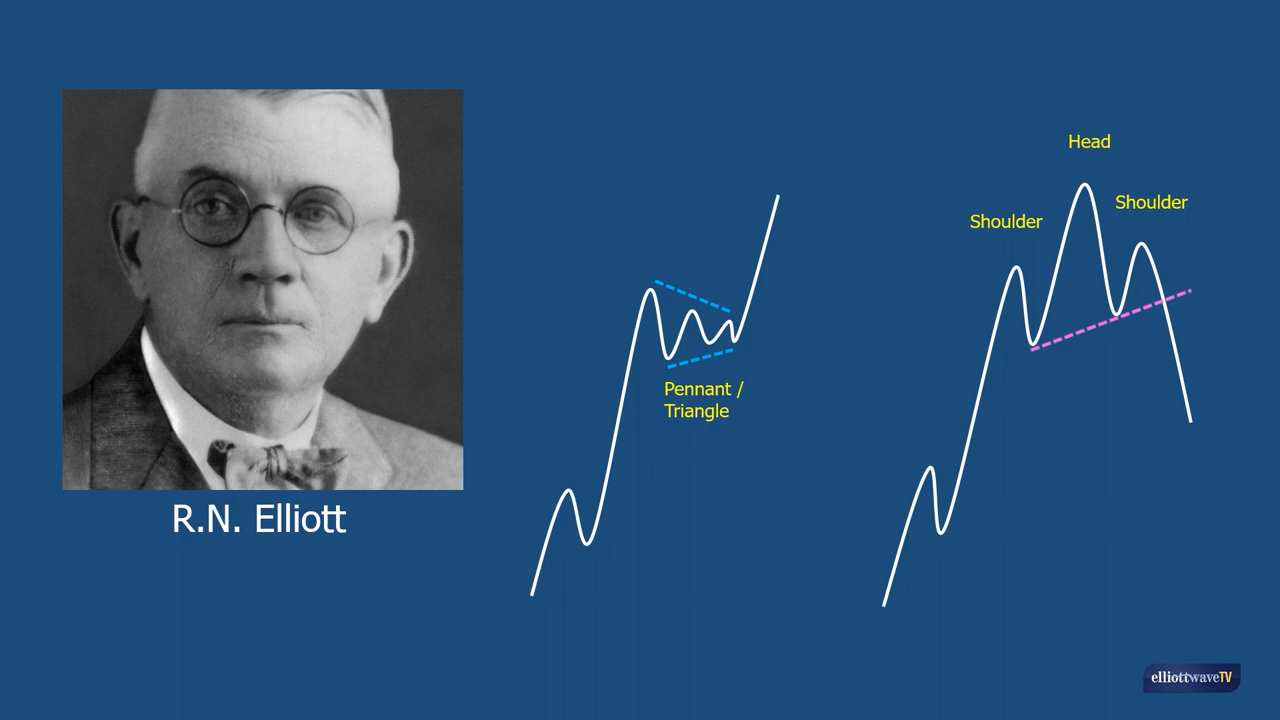 R.N. Elliott
Pennant /
Triangle
Shoulder
Head
Shoulder
elliottwaveTV